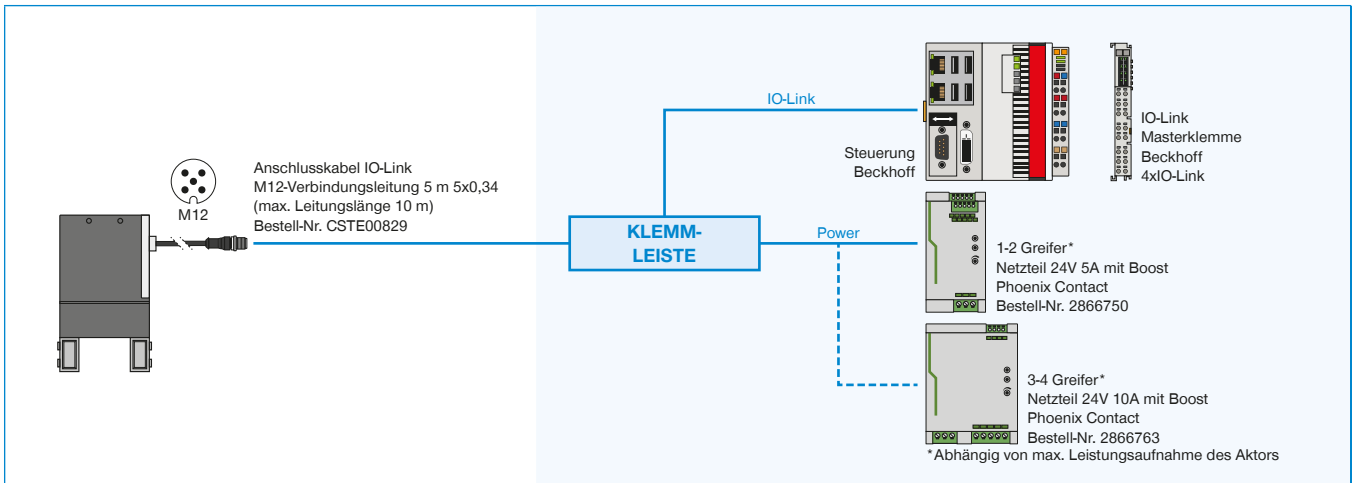 M12
Anschlusskabel IO-Link
M12-Verbindungsleitung 5 m 5x0,34
(max. Leitungslänge 10 m)
Bestell-Nr. CSTE00829
KLEMM-
LEISTE
IO-Link
Power
Steuerung
Beckhoff
IO-Link
Masterklemme
Beckhoff
4xIO-Link
1-2 Greifer*
Netzteil 24V 5A mit Boost
Phoenix Contact
Bestell-Nr. 2866750
3-4 Greifer*
Netzteil 24V 10A mit Boost
Phoenix Contact
Bestell-Nr. 2866763
*Abhängig von max. Leistungsaufnahme des Aktors